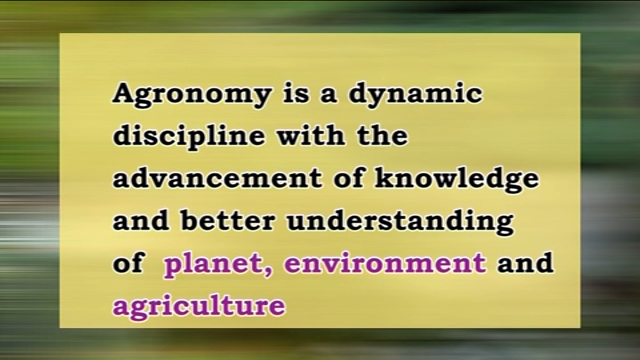 Agronomy is a dynamic
discipline with the
advancement of knowledge
and better understanding
of planet, environment and
agriculture